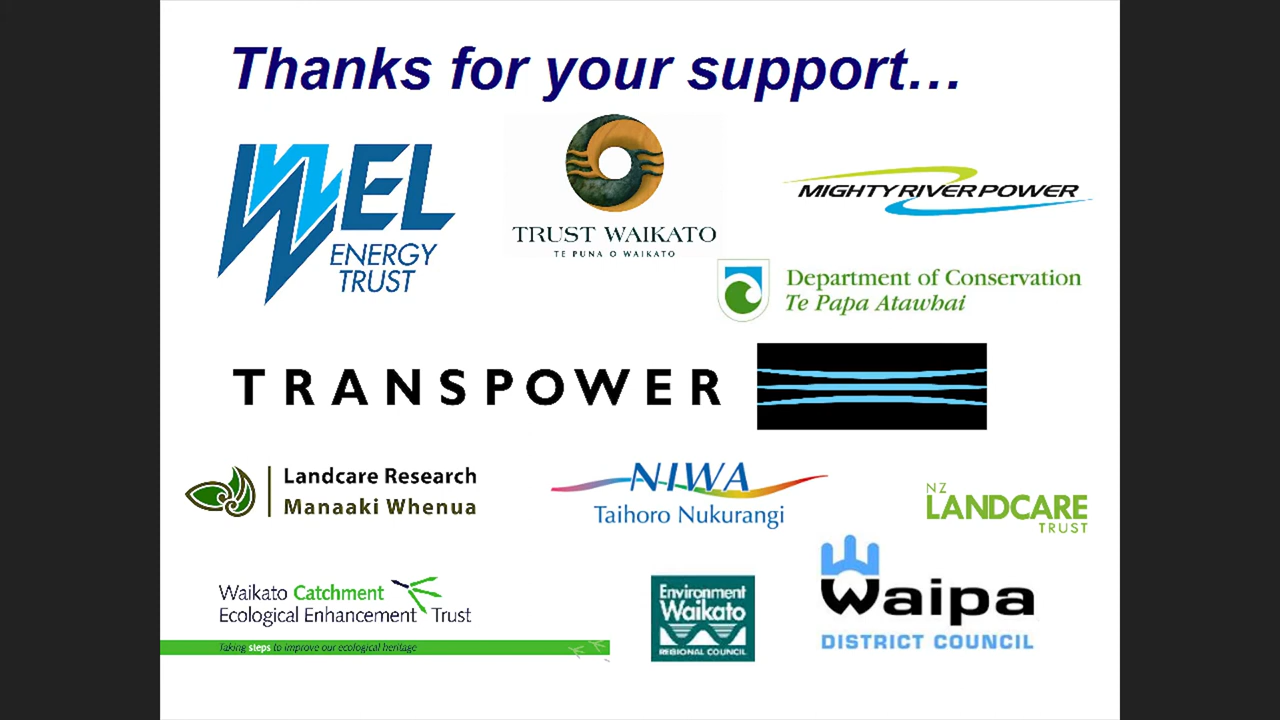 Thanks for your support...
WEL
ENERGY
TRUST
TRUST WAIKATO
TE PUNA O WAIKATO
MIGHTY RIVER POWER
Department of Conservation
Te Papa Atawhai
TRANSPOWER
Landcare Research
Manaaki Whenua
NIWA
Taihoro Nukurangi
NZ
LANDCARE
TRUST
Waikato Catchment
Ecological Enhancement Trust
Taking steps to improve our ecological heritage
Environment
Waikato
REGIONAL COUNCIL
Waipa
DISTRICT COUNCIL